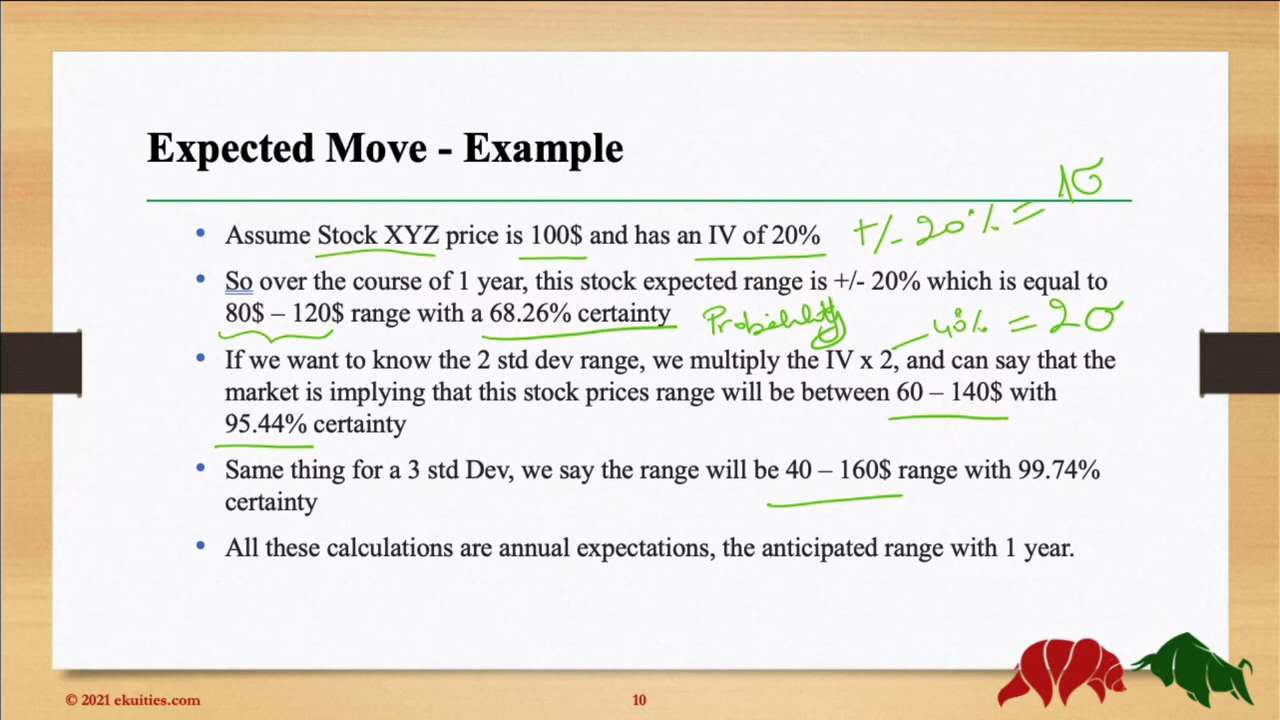 Expected Move - Example
1σ
Assume Stock XYZ price is 100$ and has an IV of 20% +/- 20% =
So over the course of 1 year, this stock expected range is +/- 20% which is equal to
80$ – 120$ range with a 68.26% certainty Probability 40% = 2σ
If we want to know the 2 std dev range, we multiply the IV x 2, and can say that the
market is implying that this stock prices range will be between 60 – 140$ with
95.44% certainty
Same thing for a 3 std Dev, we say the range will be 40 – 160$ range with 99.74%
certainty
All these calculations are annual expectations, the anticipated range with 1 year.
© 2021 ekuities.com
10